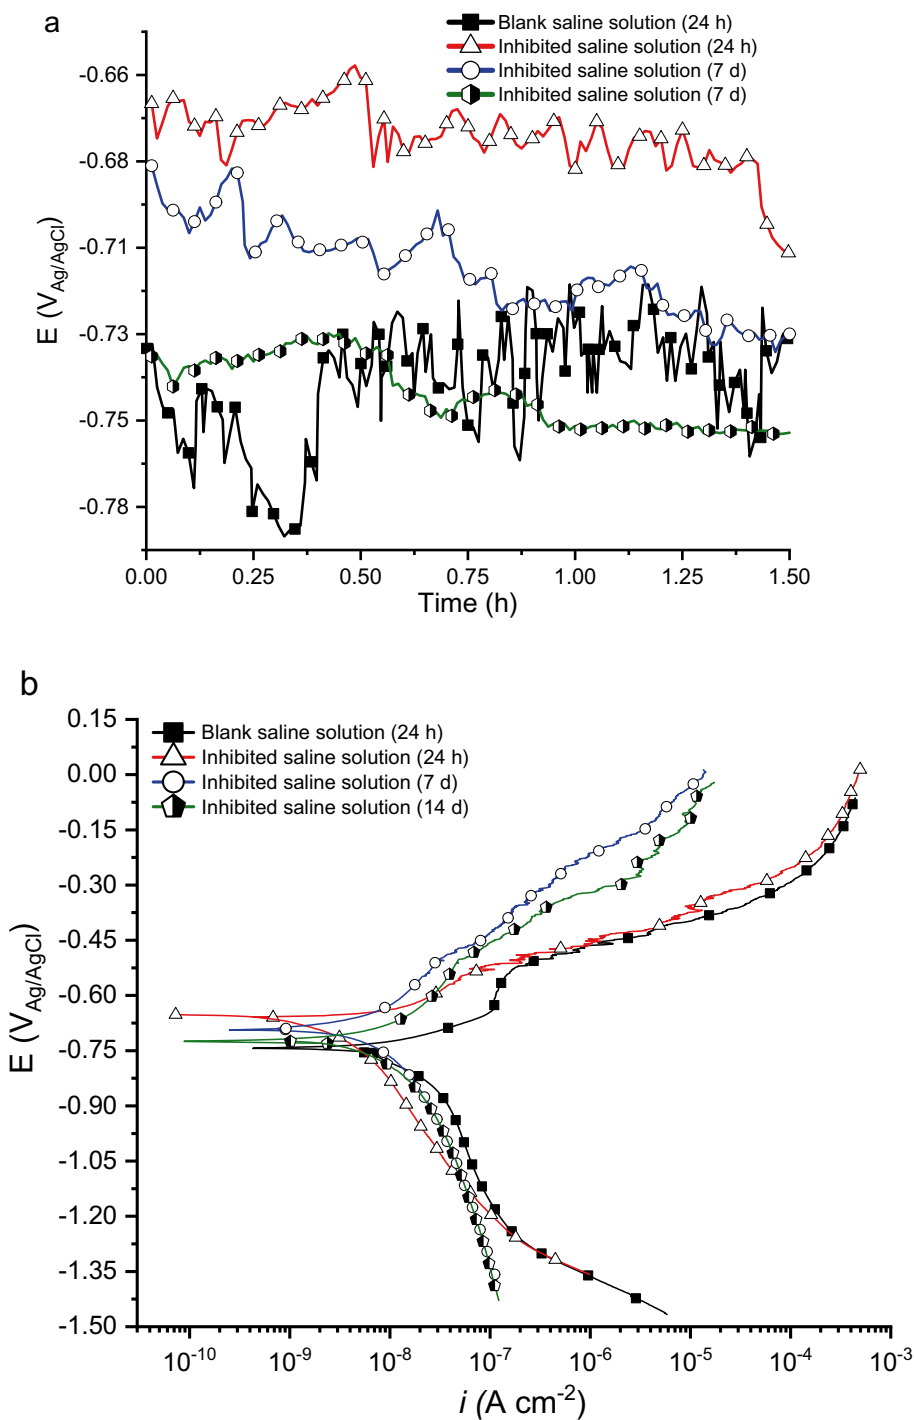 a
Blank saline solution (24 h)
Inhibited saline solution (24 h)
Inhibited saline solution (7 d)
Inhibited saline solution (7 d)
-0.66
-0.68
-0.71
-0.73
-0.75
-0.78
E (V_Ag/AgCl)
0.00 0.25 0.50 0.75 1.00 1.25 1.50
Time (h)
b
Blank saline solution (24 h)
Inhibited saline solution (24 h)
Inhibited saline solution (7 d)
Inhibited saline solution (14 d)
0.15
0.00
-0.15
-0.30
-0.45
-0.60
-0.75
-0.90
-1.05
-1.20
-1.35
-1.50
E (V_Ag/AgCl)
10^-10 10^-9 10^-8 10^-7 10^-6 10^-5 10^-4 10^-3
i (A cm^-2)